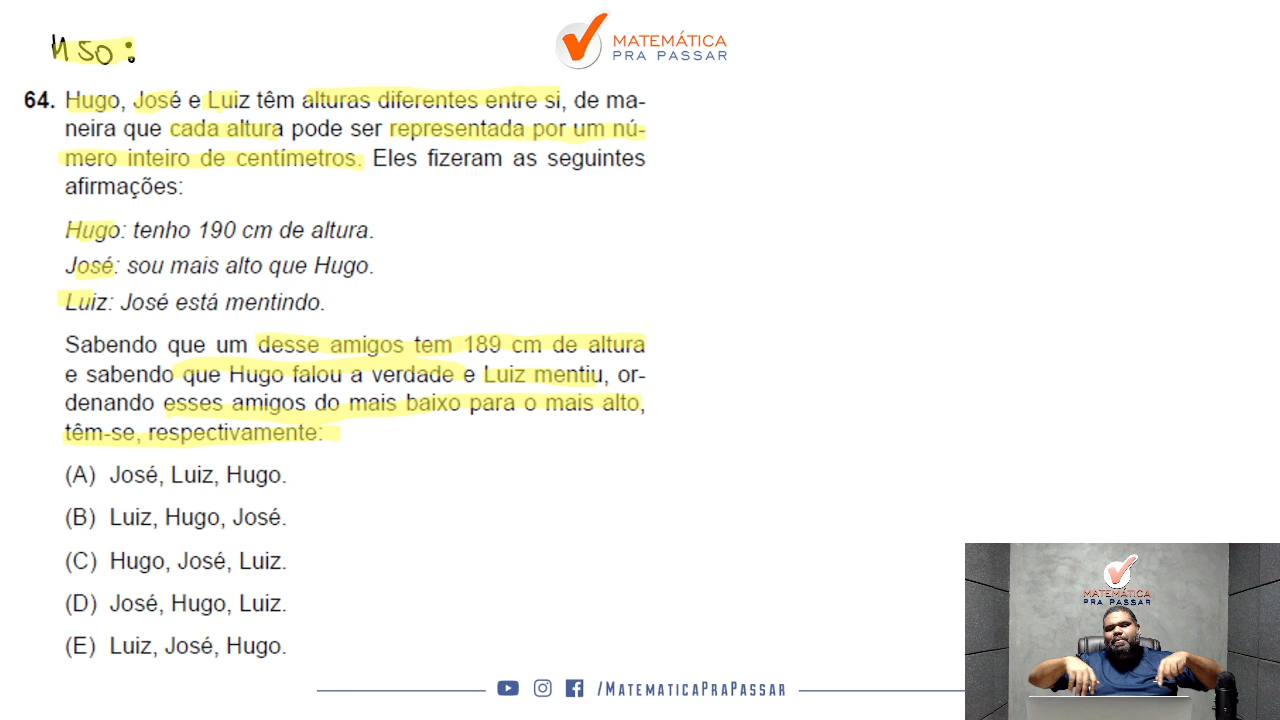 MATEMÁTICA
PRA PASSAR
64. Hugo, José e Luiz têm alturas diferentes entre si, de ma-
neira que cada altura pode ser representada por um nú-
mero inteiro de centímetros. Eles fizeram as seguintes
afirmações:
Hugo: tenho 190 cm de altura.
José: sou mais alto que Hugo.
Luiz: José está mentindo.
Sabendo que um desse amigos tem 189 cm de altura
e sabendo que Hugo falou a verdade e Luiz mentiu, or-
denando esses amigos do mais baixo para o mais alto,
têm-se, respectivamente:
(A) José, Luiz, Hugo.
(B) Luiz, Hugo, José.
(C) Hugo, José, Luiz.
(D) José, Hugo, Luiz.
(E) Luiz, José, Hugo.
MATEMÁTICA
PRA PASSAR
/MATEMATICAPRAPASSAR